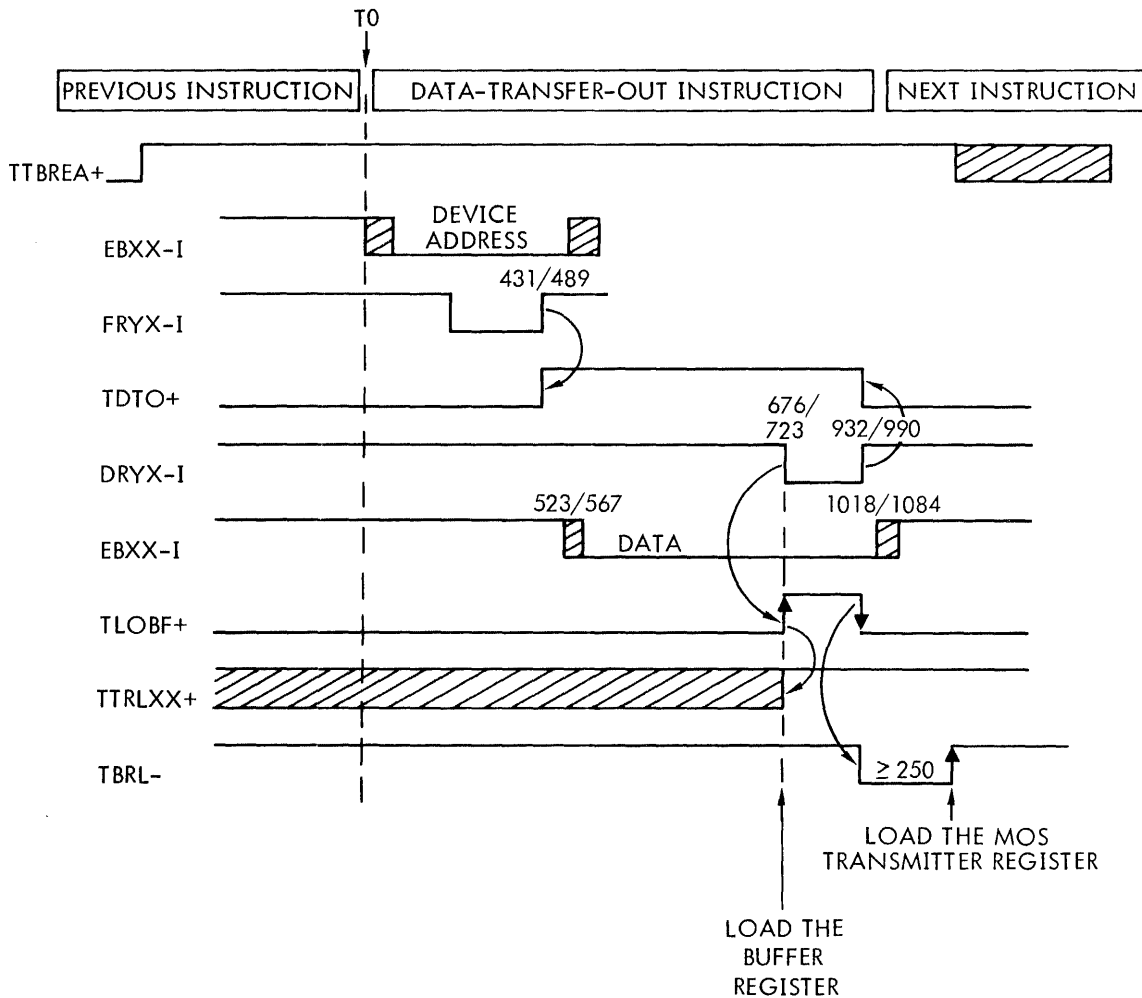 T0
PREVIOUS INSTRUCTION
DATA-TRANSFER-OUT INSTRUCTION
NEXT INSTRUCTION
TTBREA+
EBXX-I
DEVICE
ADDRESS
431/489
FRYX-I
TDTO+
676/
723
932/990
DRYX-I
523/567
1018/1084
EBXX-I
DATA
TLOBF+
TTRLXX+
TBRL-
≥ 250
LOAD THE MOS
TRANSMITTER REGISTER
LOAD THE
BUFFER
REGISTER